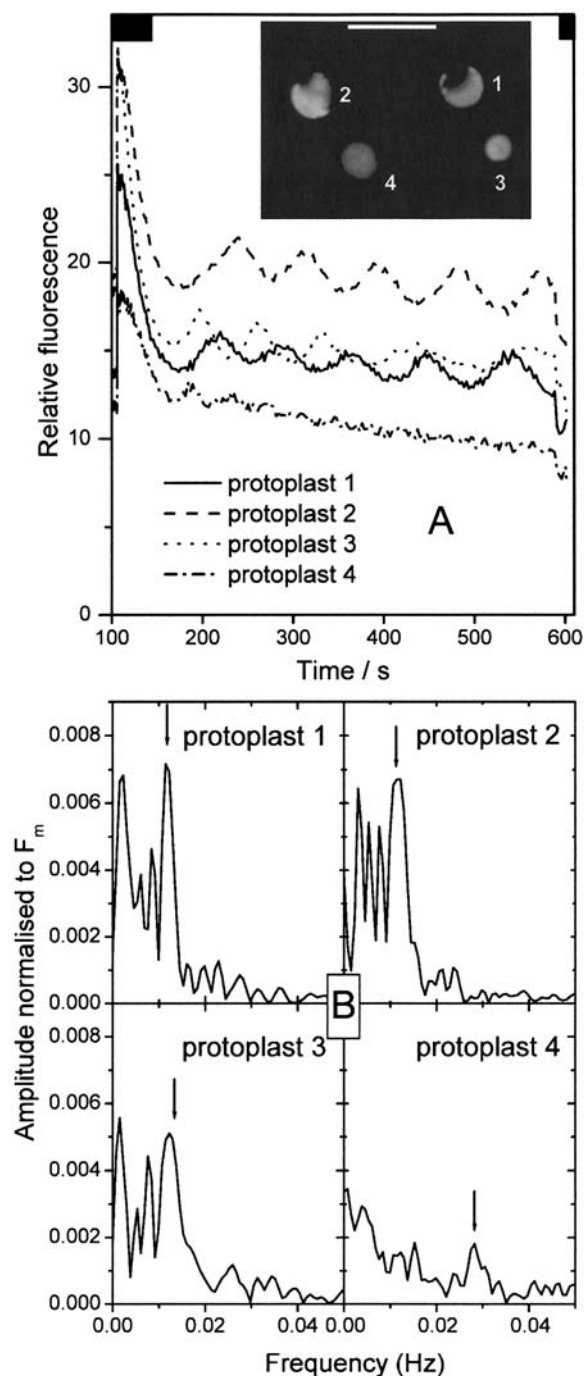 30
20
10
0
Relative fluorescence
2
1
4
3
protoplast 1
protoplast 2
protoplast 3
protoplast 4
A
100
200
300
400
500
600
Time / s
0.008
0.006
0.004
0.002
0.000
protoplast 1
protoplast 2
B
0.008
0.006
0.004
0.002
0.000
protoplast 3
protoplast 4
Amplitude normalised to Fm
0.00
0.02
0.04
0.00
0.02
0.04
Frequency (Hz)